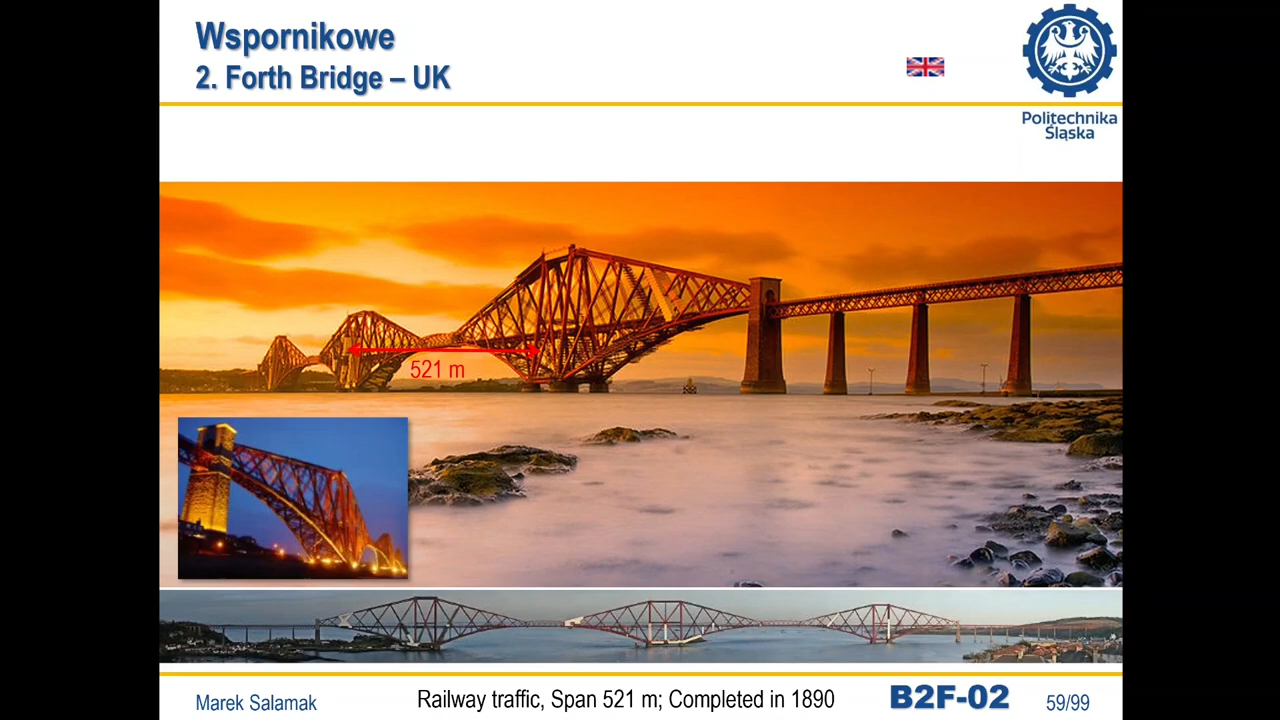 Wspornikowe
2. Forth Bridge – UK
Politechnika
Śląska
521 m
Marek Salamak
Railway traffic, Span 521 m; Completed in 1890
B2F-02
59/99